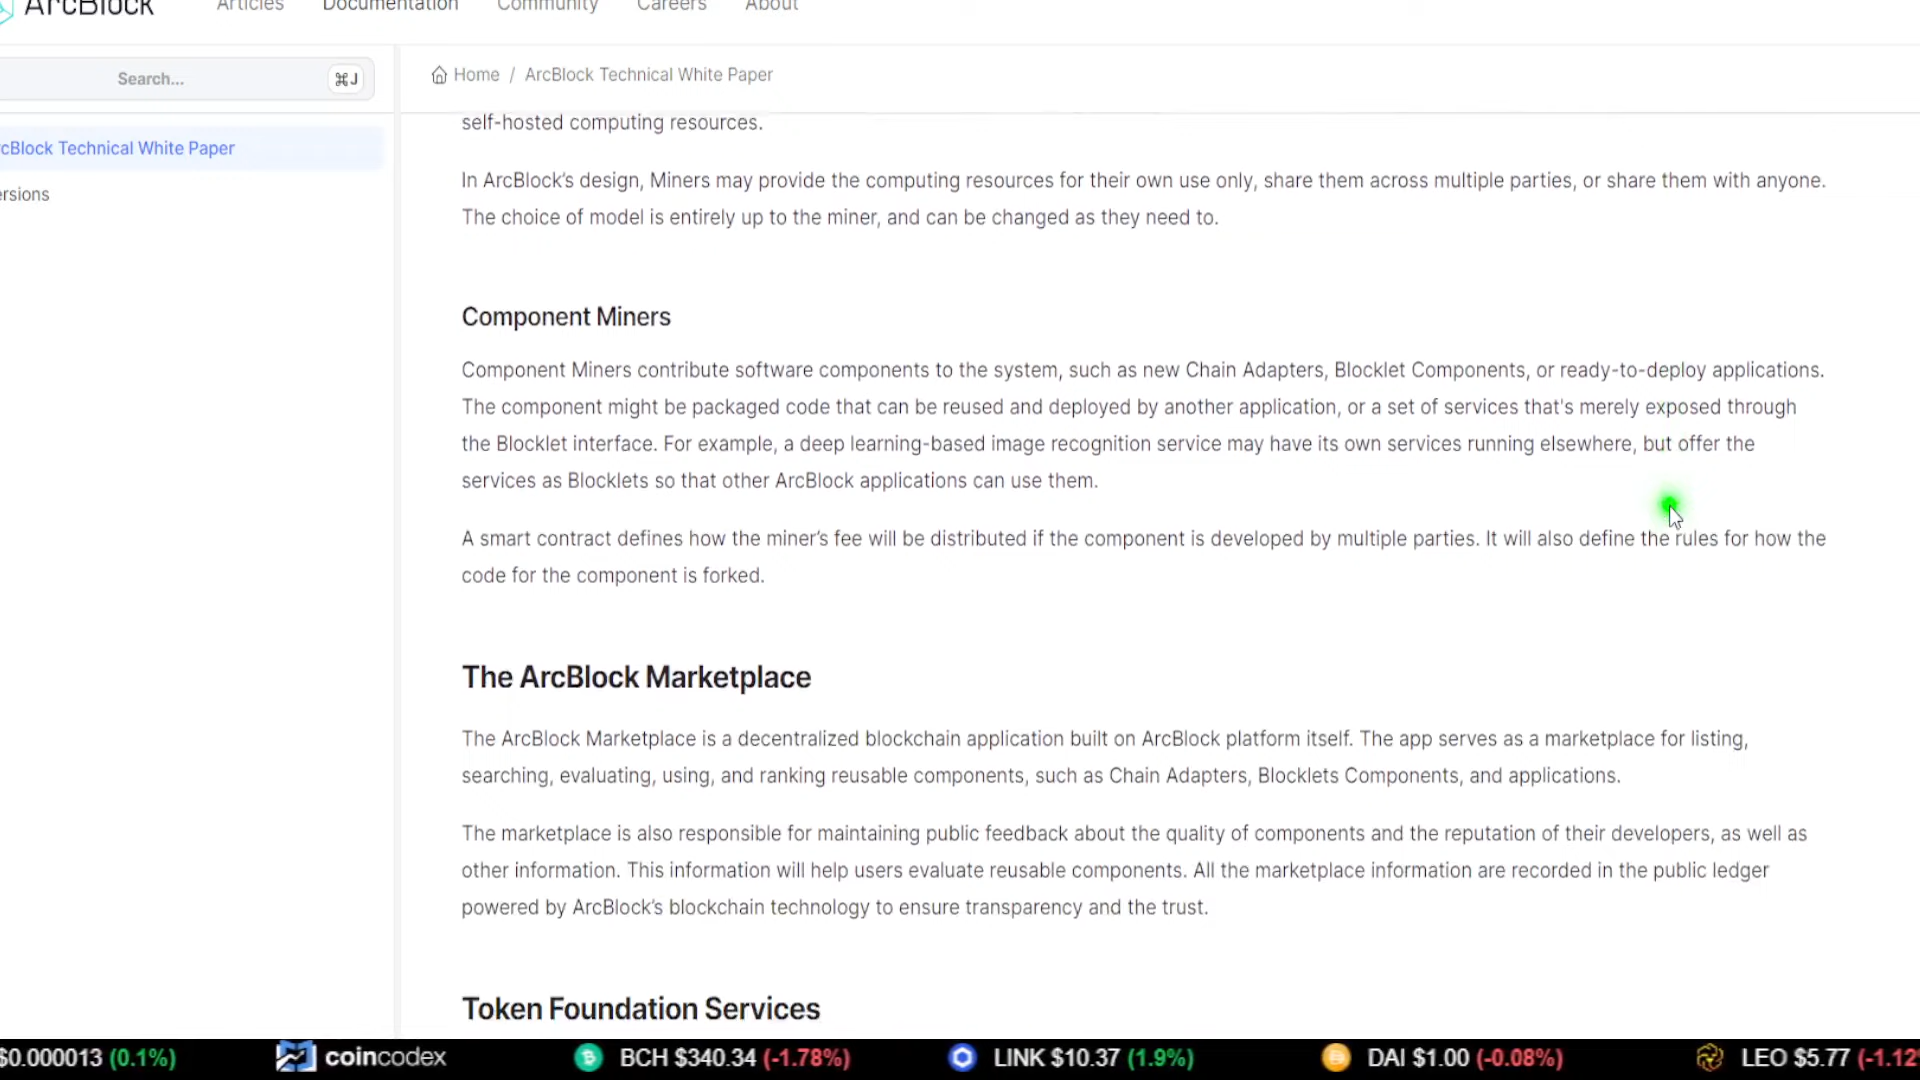 ArcBlock Articles Documentation Community Careers About
Search... ⌘J
Home / ArcBlock Technical White Paper
self-hosted computing resources.
cBlock Technical White Paper
ersions
In ArcBlock's design, Miners may provide the computing resources for their own use only, share them across multiple parties, or share them with anyone.
The choice of model is entirely up to the miner, and can be changed as they need to.
Component Miners
Component Miners contribute software components to the system, such as new Chain Adapters, Blocklet Components, or ready-to-deploy applications.
The component might be packaged code that can be reused and deployed by another application, or a set of services that's merely exposed through
the Blocklet interface. For example, a deep learning-based image recognition service may have its own services running elsewhere, but offer the
services as Blocklets so that other ArcBlock applications can use them.
A smart contract defines how the miner's fee will be distributed if the component is developed by multiple parties. It will also define the rules for how the
code for the component is forked.
The ArcBlock Marketplace
The ArcBlock Marketplace is a decentralized blockchain application built on ArcBlock platform itself. The app serves as a marketplace for listing,
searching, evaluating, using, and ranking reusable components, such as Chain Adapters, Blocklets Components, and applications.
The marketplace is also responsible for maintaining public feedback about the quality of components and the reputation of their developers, as well as
other information. This information will help users evaluate reusable components. All the marketplace information are recorded in the public ledger
powered by ArcBlock's blockchain technology to ensure transparency and the trust.
Token Foundation Services
$0.000013 (0.1%) coincodex BCH $340.34 (-1.78%) LINK $10.37 (1.9%) DAI $1.00 (-0.08%) LEO $5.77 (-1.12